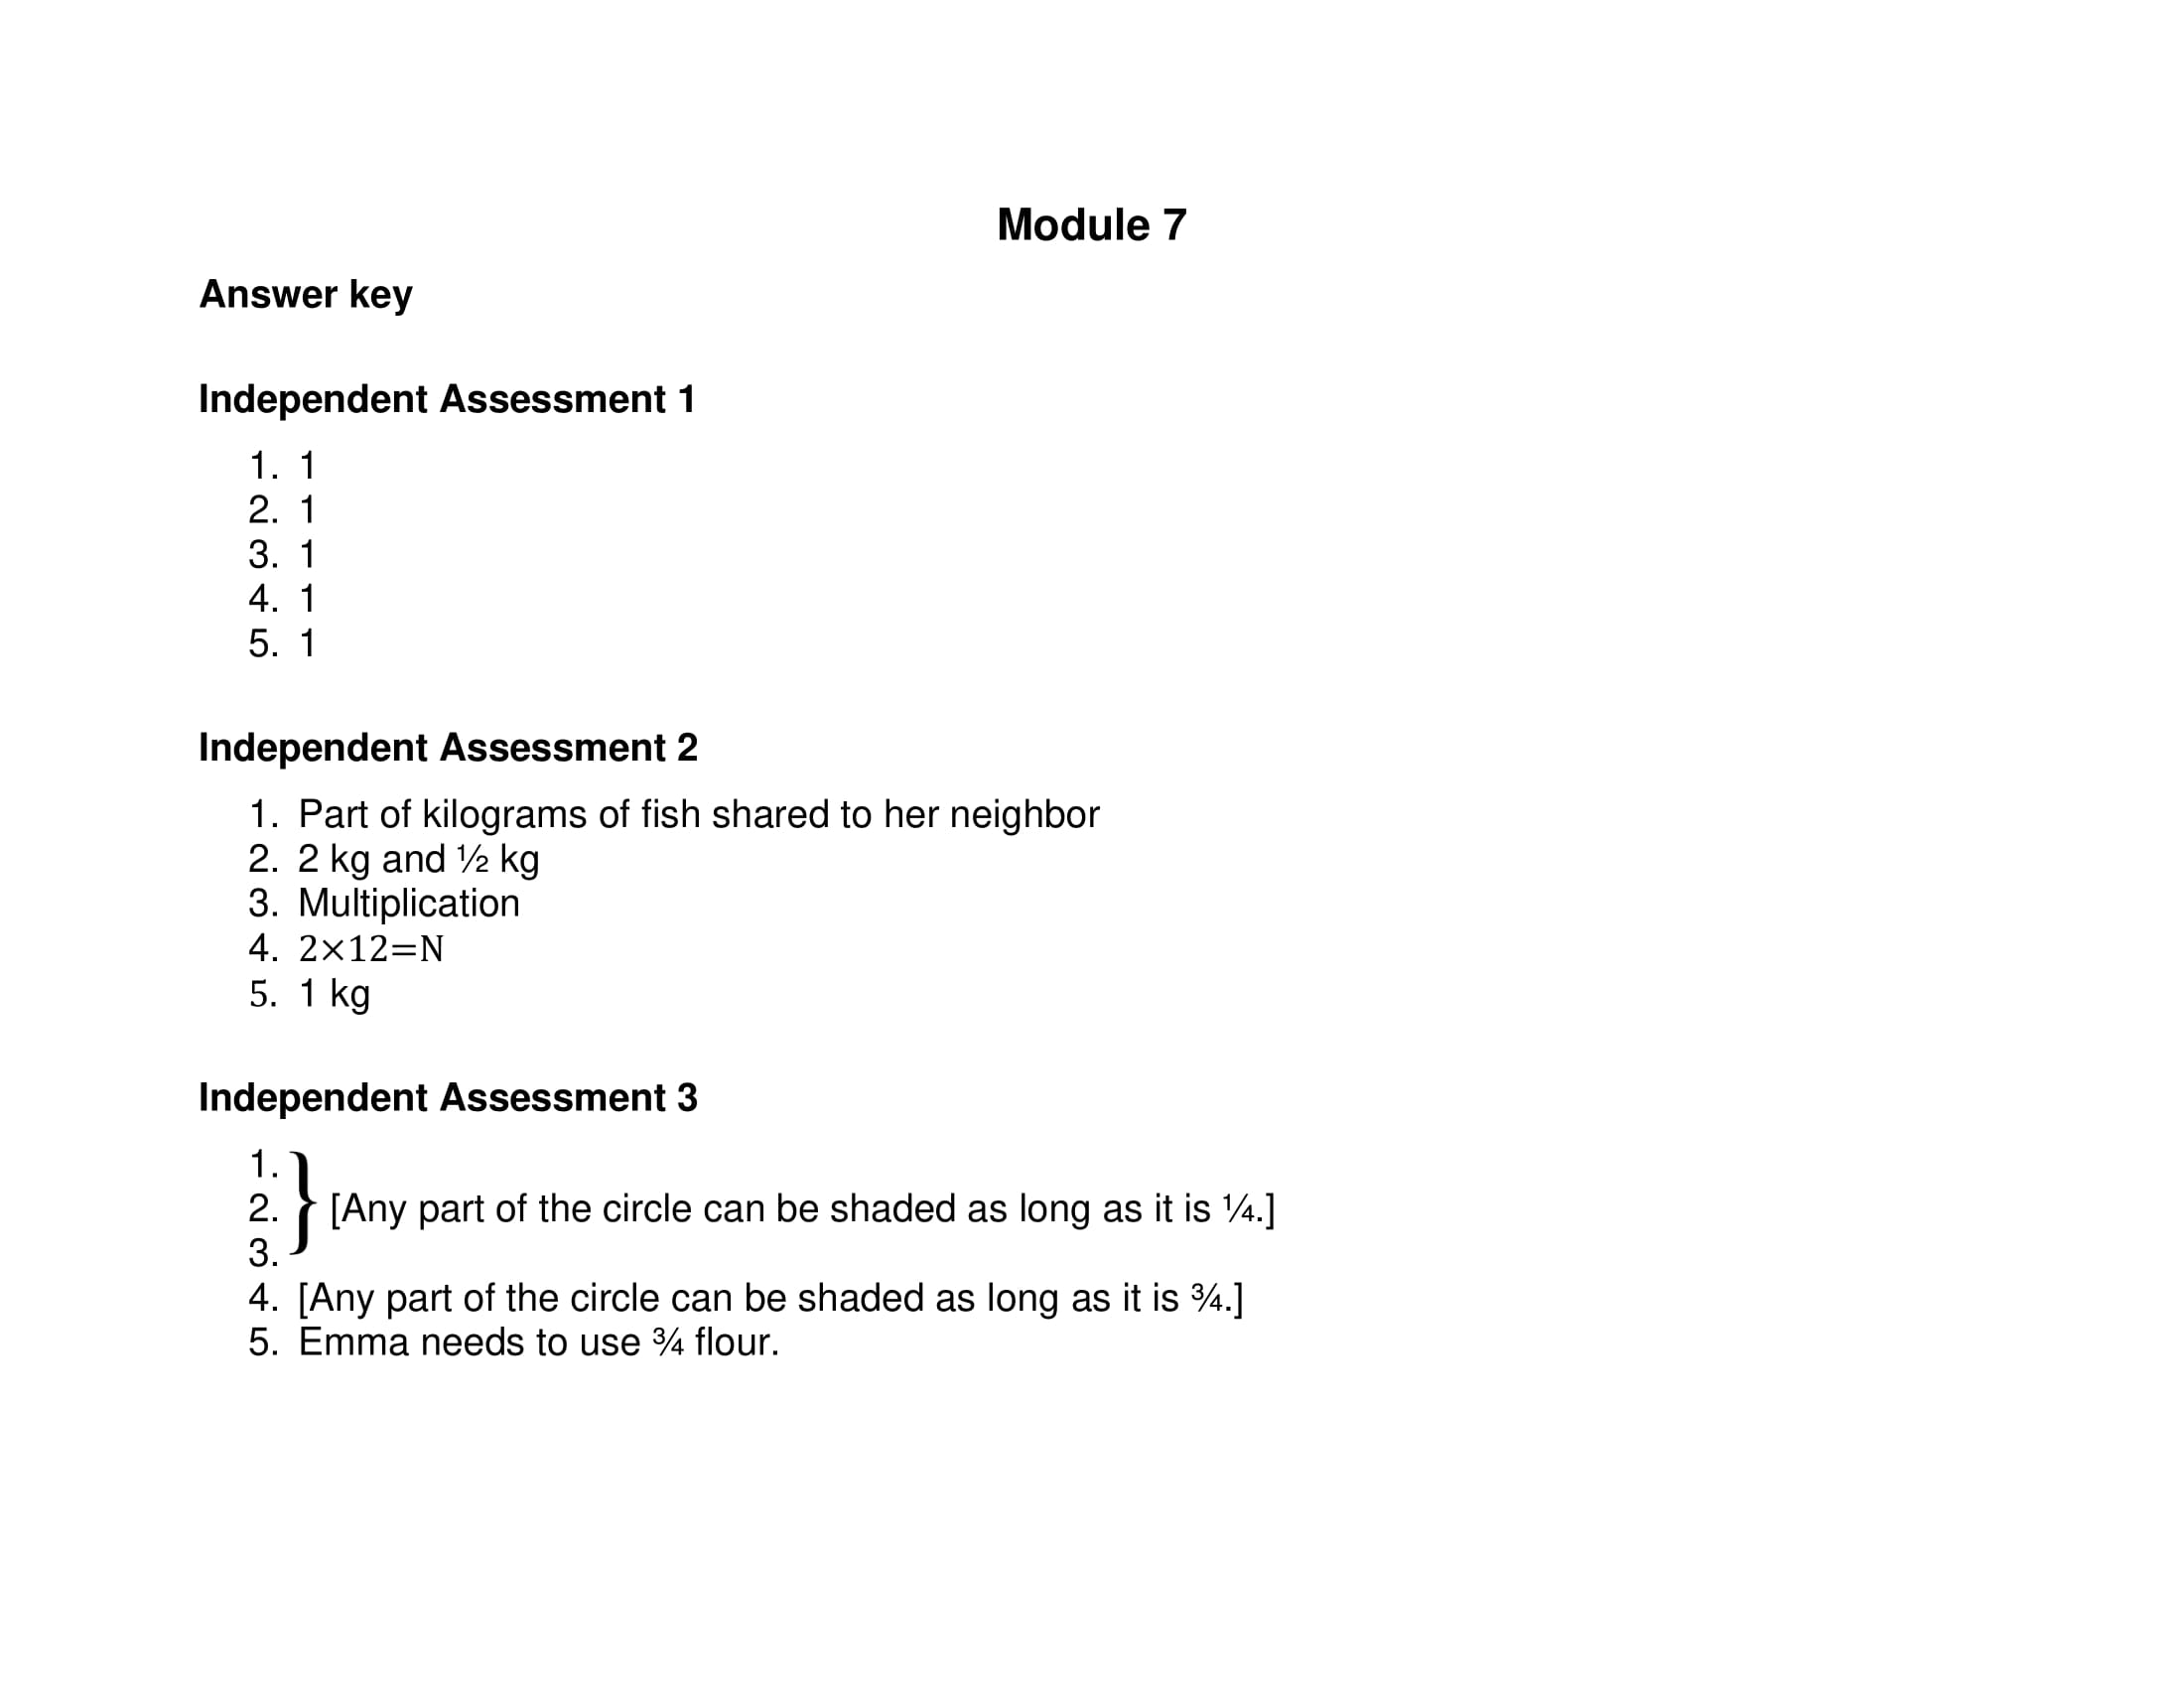 Module 7
Answer key
Independent Assessment 1
1. 1
2. 1
3. 1
4. 1
5. 1
Independent Assessment 2
1. Part of kilograms of fish shared to her neighbor
2. 2 kg and ½ kg
3. Multiplication
4. 2×12=N
5. 1 kg
Independent Assessment 3
1.
2. } [Any part of the circle can be shaded as long as it is ¼.]
3.
4. [Any part of the circle can be shaded as long as it is ¾.]
5. Emma needs to use ¾ flour.